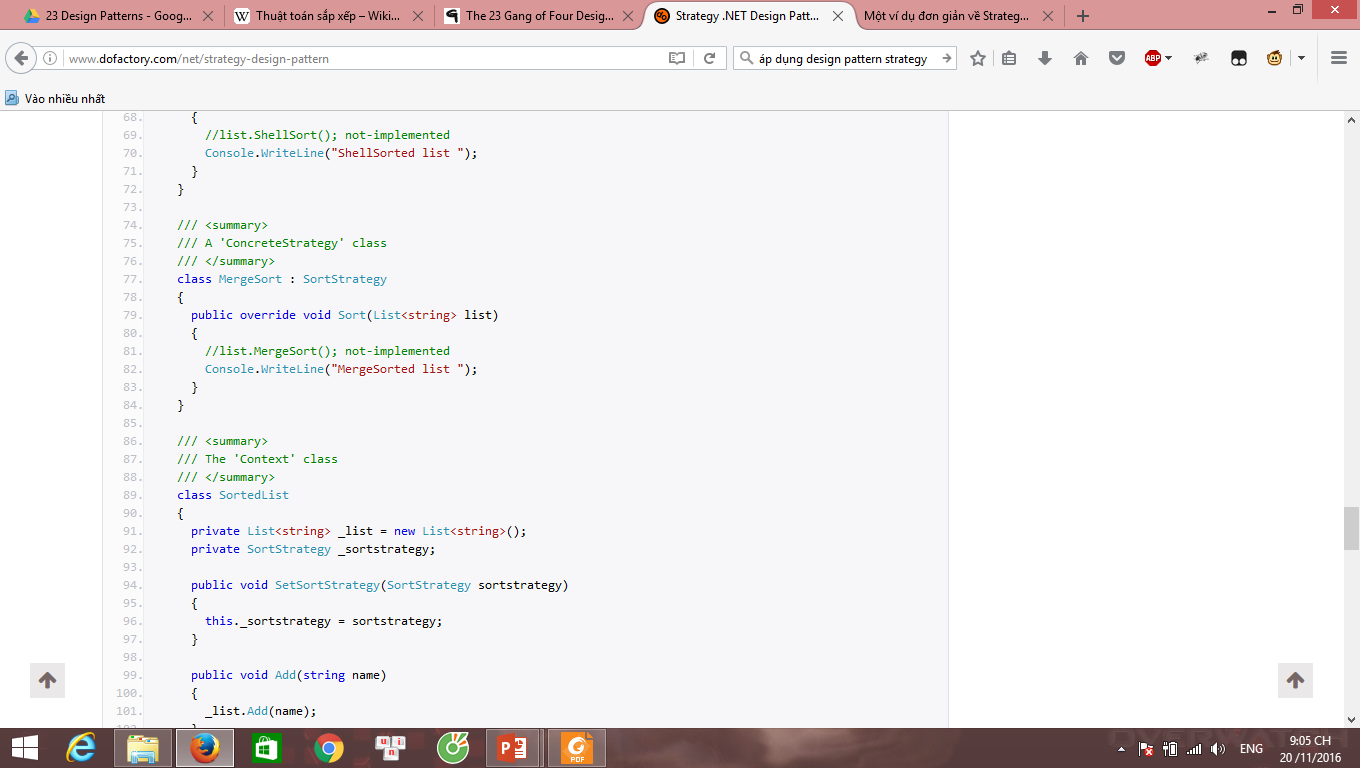 23 Design Patterns - Goog...
Thuật toán sắp xếp – Wiki...
The 23 Gang of Four Desig...
Strategy .NET Design Patt...
Một ví dụ đơn giản về Strateg...
www.dofactory.com/net/strategy-design-pattern
áp dụng design pattern strategy
ABP
Vào nhiều nhất
68. {
69. //list.ShellSort(); not-implemented
70. Console.WriteLine("ShellSorted list ");
71. }
72. }
73.
74. /// <summary>
75. /// A 'ConcreteStrategy' class
76. /// </summary>
77. class MergeSort : SortStrategy
78. {
79. public override void Sort(List<string> list)
80. {
81. //list.MergeSort(); not-implemented
82. Console.WriteLine("MergeSorted list ");
83. }
84. }
85.
86. /// <summary>
87. /// The 'Context' class
88. /// </summary>
89. class SortedList
90. {
91. private List<string> _list = new List<string>();
92. private SortStrategy _sortstrategy;
93.
94. public void SetSortStrategy(SortStrategy sortstrategy)
95. {
96. this._sortstrategy = sortstrategy;
97. }
98.
99. public void Add(string name)
100. {
101. _list.Add(name);
102. }
ENG
9:05 CH
20/11/2016